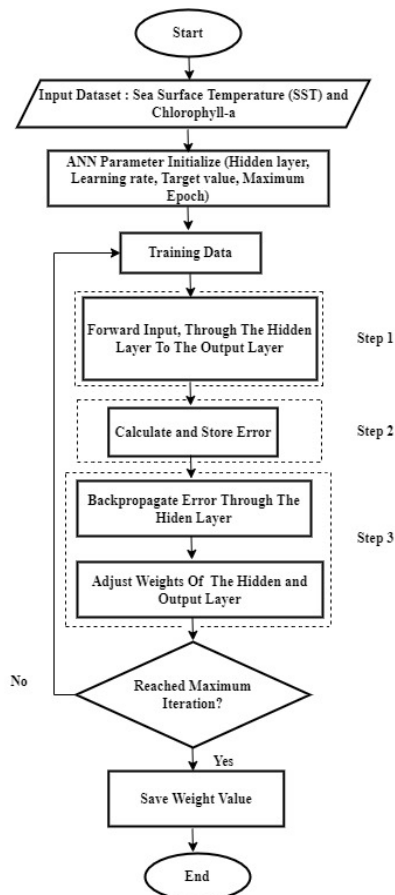 Start
Input Dataset : Sea Surface Temperature (SST) and
Chlorophyll-a
ANN Parameter Initialize (Hidden layer,
Learning rate, Target value, Maximum
Epoch)
Training Data
Forward Input, Through The Hidden
Layer To The Output Layer
Step 1
Calculate and Store Error
Step 2
Backpropagate Error Through The
Hiden Layer
Step 3
Adjust Weights Of The Hidden and
Output Layer
Reached Maximum
Iteration?
No
Yes
Save Weight Value
End